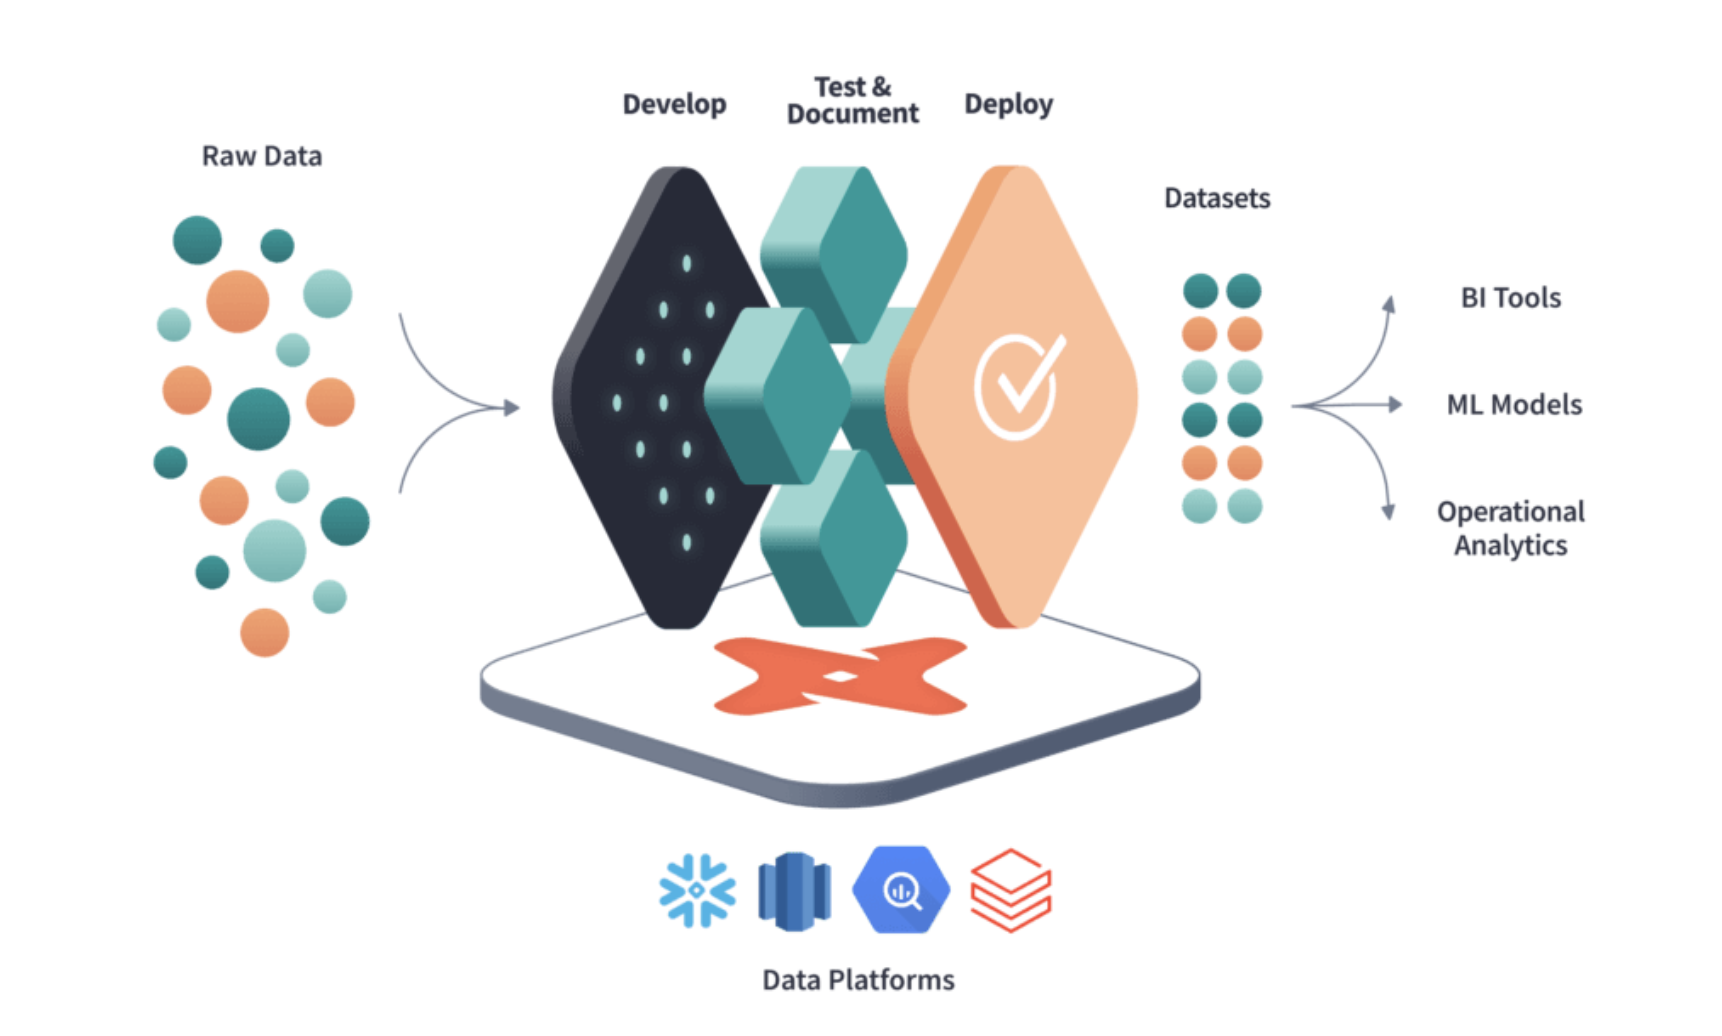 Raw Data
Develop
Test &
Document
Deploy
Datasets
BI Tools
ML Models
Operational
Analytics
Data Platforms